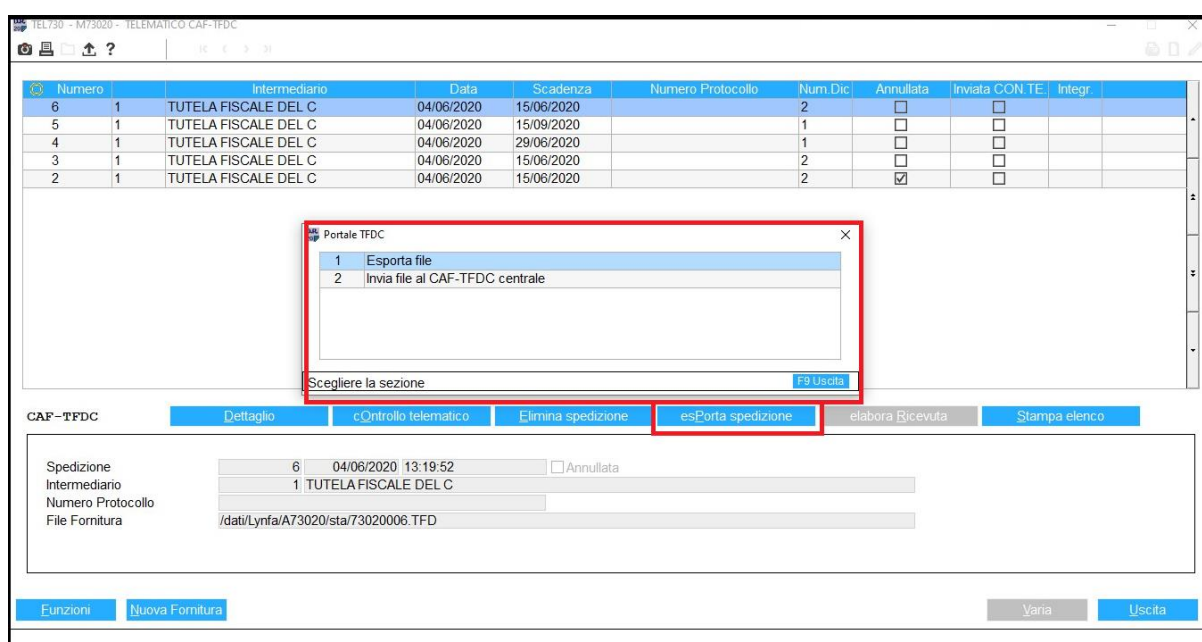 TEL730 - M73020 - TELEMATICO CAF-TFDC
?
Numero Intermediario Data Scadenza Numero Protocollo Num.Dic Annullata Inviata CON.TE. Integr.
6 1 TUTELA FISCALE DEL C 04/06/2020 15/06/2020 2
5 1 TUTELA FISCALE DEL C 04/06/2020 15/09/2020 1
4 1 TUTELA FISCALE DEL C 04/06/2020 29/06/2020 1
3 1 TUTELA FISCALE DEL C 04/06/2020 15/06/2020 2
2 1 TUTELA FISCALE DEL C 04/06/2020 15/06/2020 2
Portale TFDC
1 Esporta file
2 Invia file al CAF-TFDC centrale
Scegliere la sezione F9 Uscita
CAF-TFDC Dettaglio cOntrollo telematico Elimina spedizione esPorta spedizione elabora Ricevuta Stampa elenco
Spedizione 6 04/06/2020 13:19:52 Annullata
Intermediario 1 TUTELA FISCALE DEL C
Numero Protocollo
File Fornitura /dati/Lynfa/A73020/sta/73020006.TFD
Funzioni Nuova Fornitura Varia Uscita